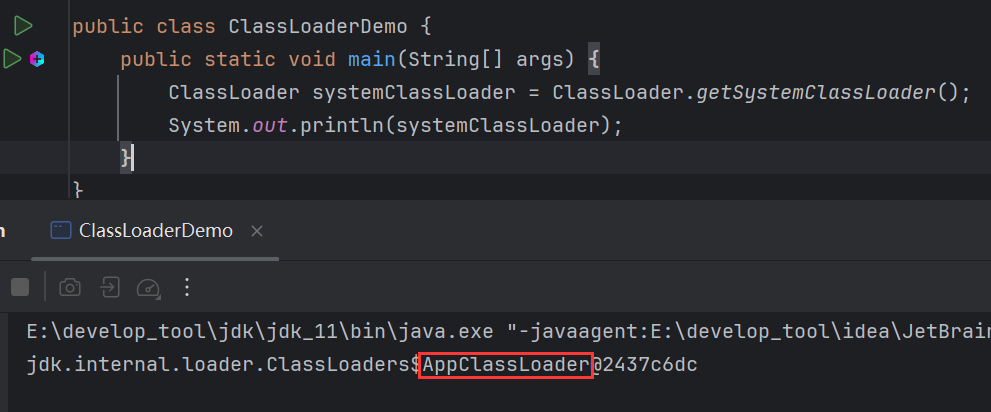 public class ClassLoaderDemo {
public static void main(String[] args) {
ClassLoader systemClassLoader = ClassLoader.getSystemClassLoader();
System.out.println(systemClassLoader);
}
}
ClassLoaderDemo ×
E:\develop_tool\jdk\jdk_11\bin\java.exe "-javaagent:E:\develop_tool\idea\JetBrain
jdk.internal.loader.ClassLoaders$AppClassLoader@2437c6dc